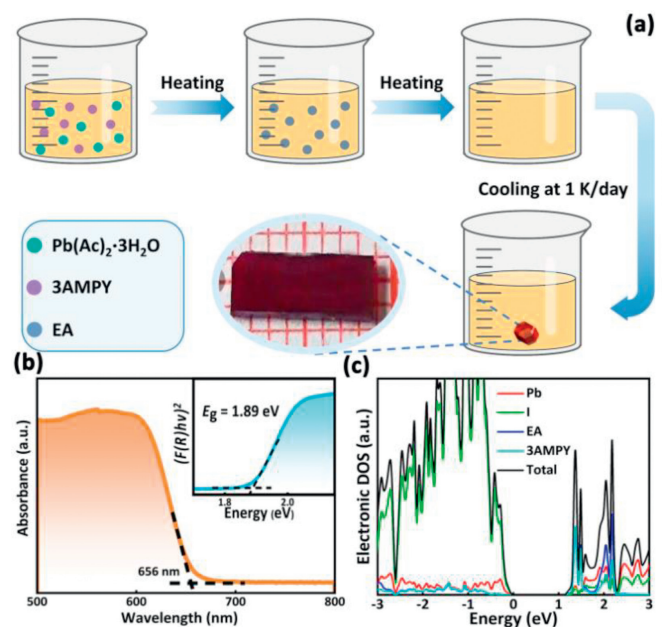 (a)
Heating
Heating
Cooling at 1 K/day
Pb(Ac)₂·3H₂O
3AMPY
EA
(b)
Absorbance (a.u.)
656 nm
500
600
700
800
Wavelength (nm)
(F(R)hν)²
Eg = 1.89 eV
1.8
2.0
Energy (eV)
(c)
Electronic DOS (a.u.)
Pb
I
EA
3AMPY
Total
-3
-2
-1
0
1
2
3
Energy (eV)